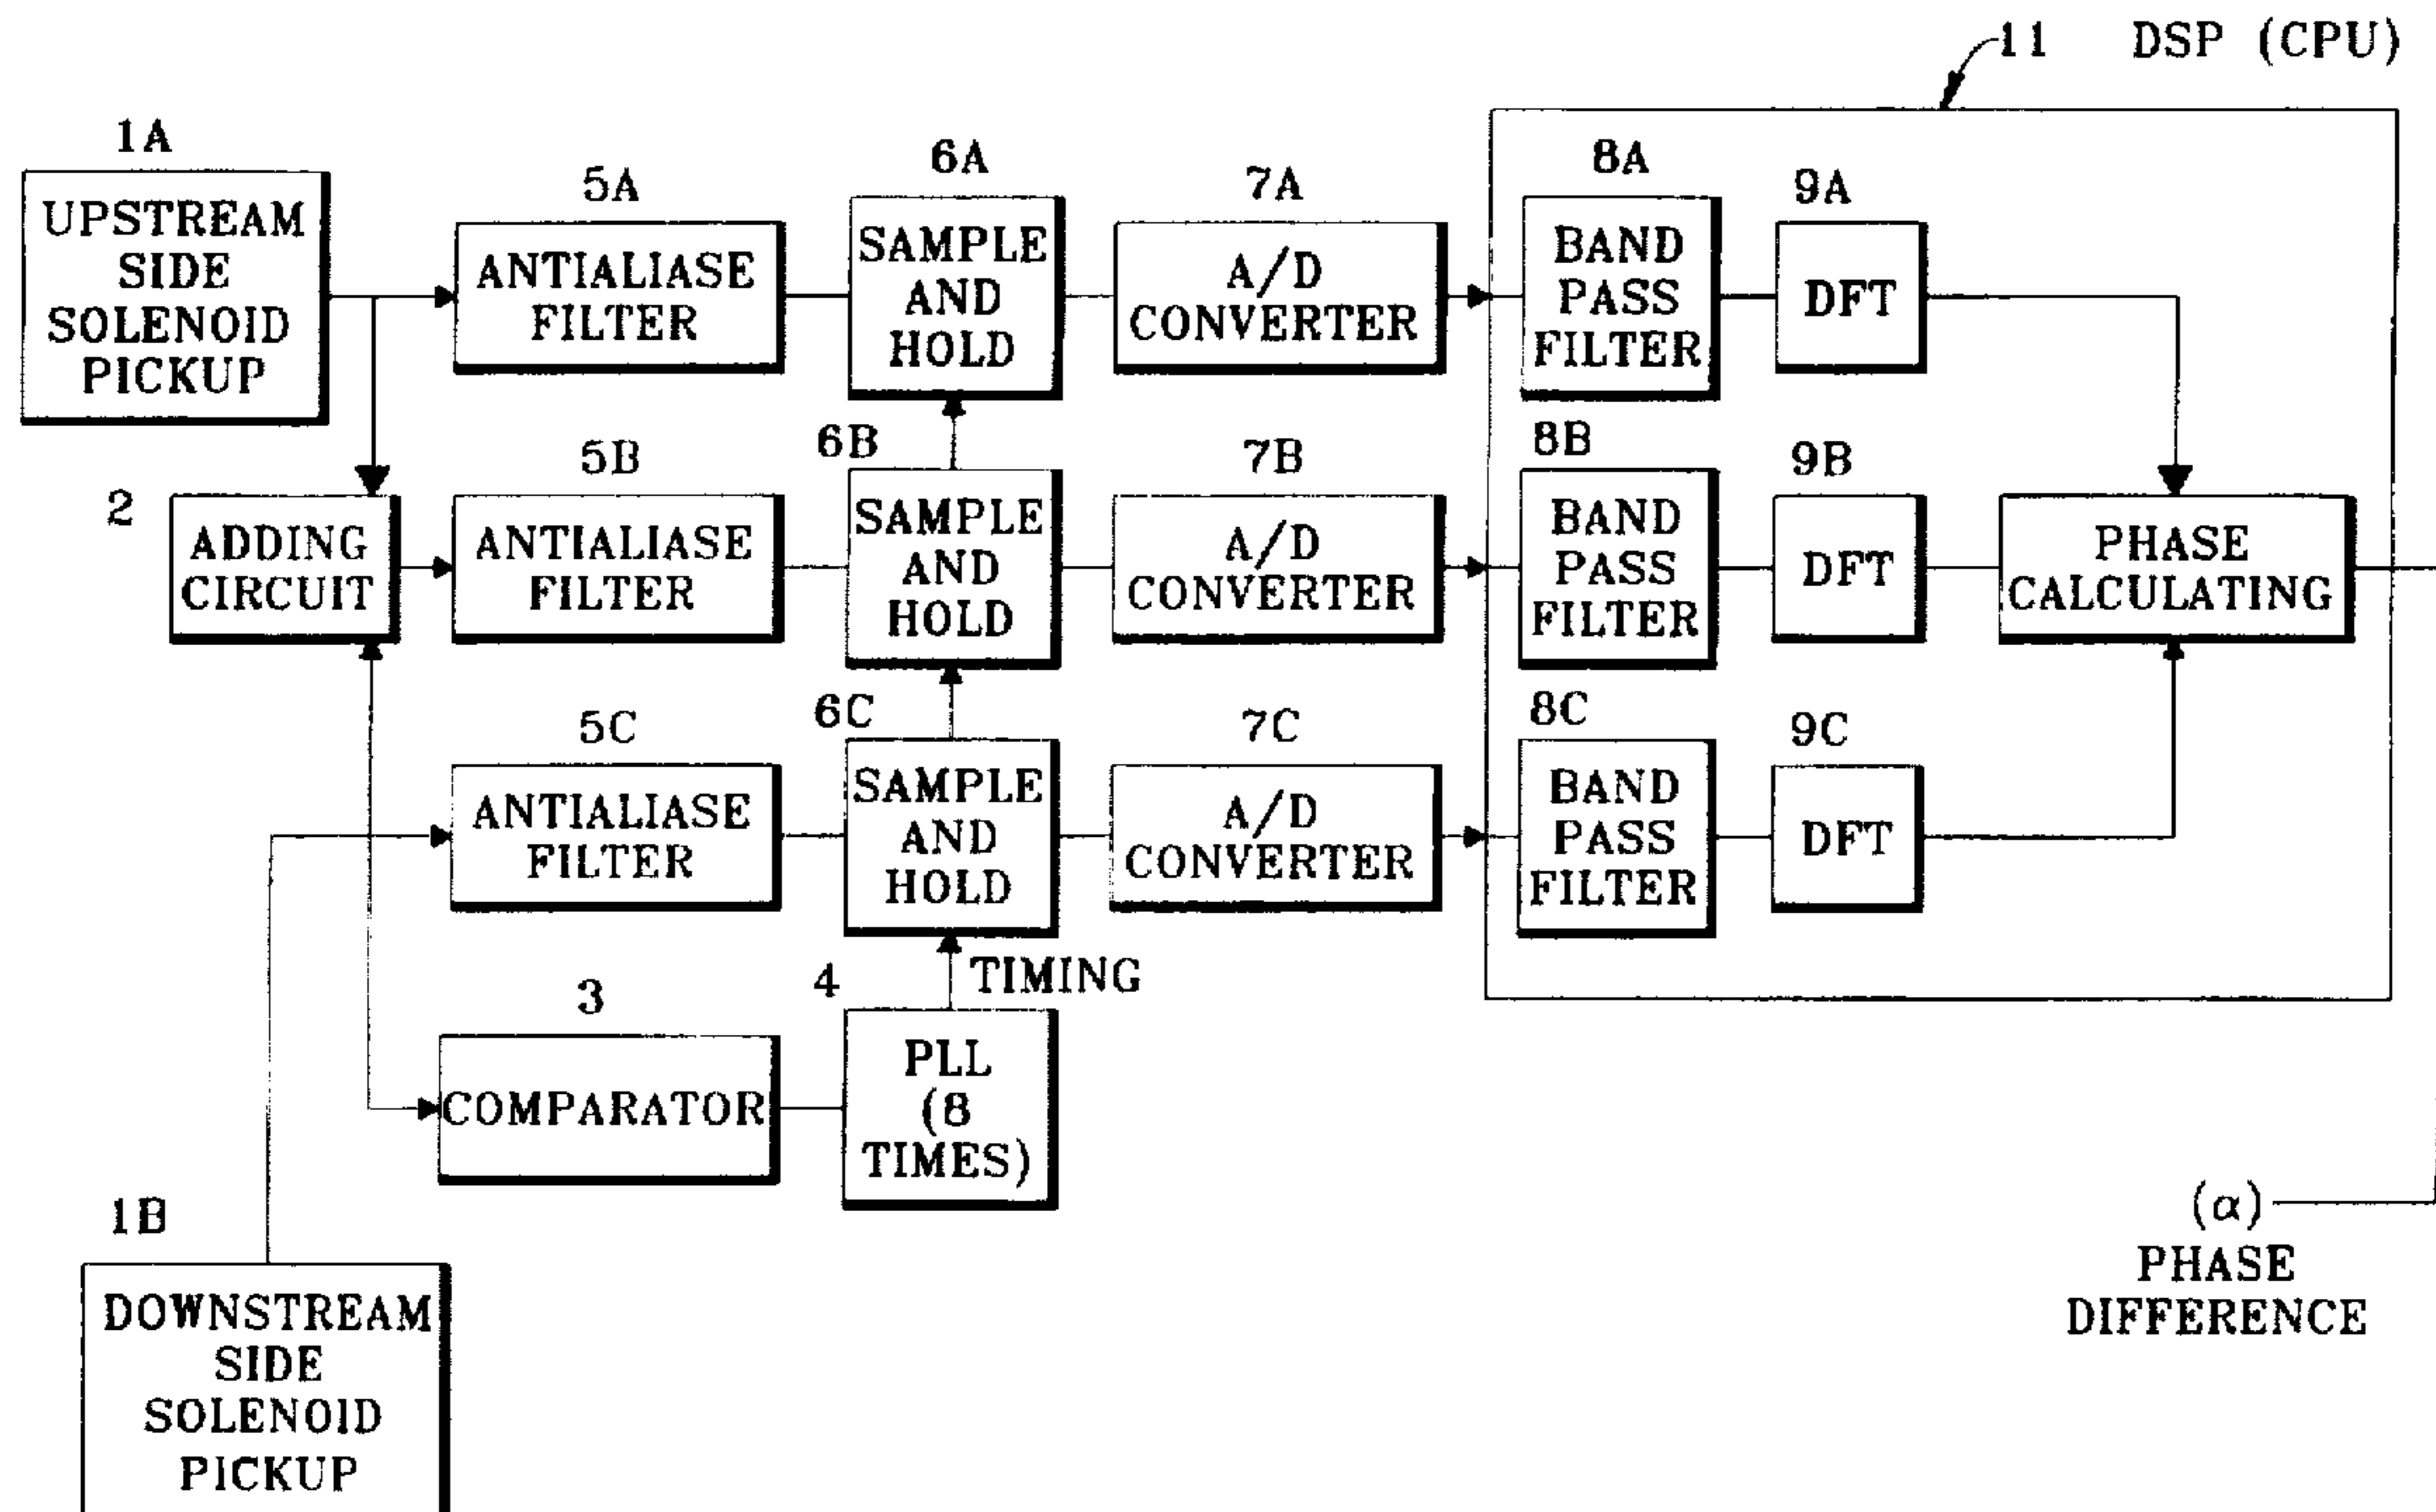 11 DSP (CPU)
1A
UPSTREAM
SIDE
SOLENOID
PICKUP
5A
ANTIALIASE
FILTER
6A
SAMPLE
AND
HOLD
7A
A/D
CONVERTER
8A
BAND
PASS
FILTER
9A
DFT
2
ADDING
CIRCUIT
5B
ANTIALIASE
FILTER
6B
SAMPLE
AND
HOLD
7B
A/D
CONVERTER
8B
BAND
PASS
FILTER
9B
DFT
PHASE
CALCULATING
5C
ANTIALIASE
FILTER
6C
SAMPLE
AND
HOLD
7C
A/D
CONVERTER
8C
BAND
PASS
FILTER
9C
DFT
3
COMPARATOR
4
TIMING
PLL
(8
TIMES)
1B
DOWNSTREAM
SIDE
SOLENOID
PICKUP
(α)
PHASE
DIFFERENCE